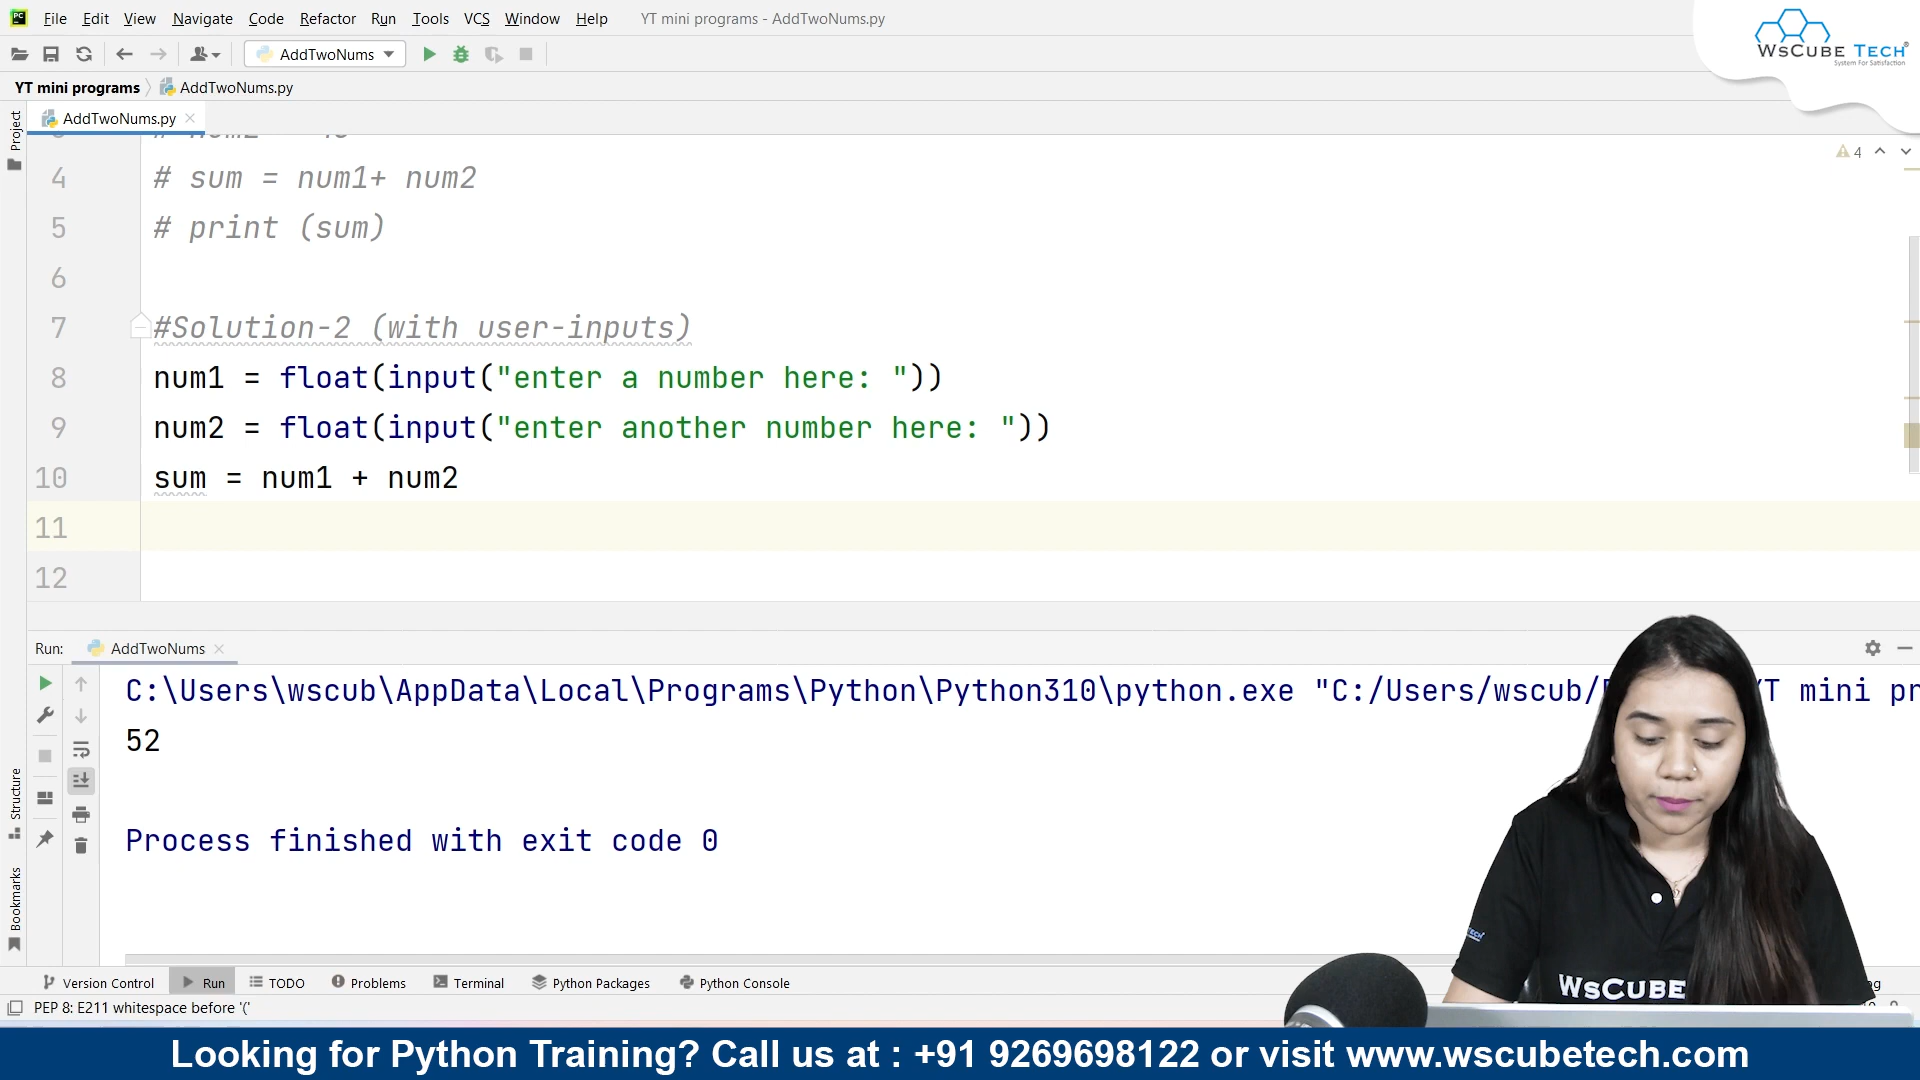 File Edit View Navigate Code Refactor Run Tools VCS Window Help YT mini programs - AddTwoNums.py
WsCube Tech®
System For Satisfaction
AddTwoNums
YT mini programs AddTwoNums.py
Project
AddTwoNums.py
4
4 # sum = num1+ num2
5 # print (sum)
6
7 #Solution-2 (with user-inputs)
8 num1 = float(input("enter a number here: "))
9 num2 = float(input("enter another number here: "))
10 sum = num1 + num2
11
12
Run: AddTwoNums
C:\Users\wscub\AppData\Local\Programs\Python\Python310\python.exe "C:/Users/wscub/ T mini pr
52
Process finished with exit code 0
Structure
Bookmarks
WsCube
Version Control Run TODO Problems Terminal Python Packages Python Console
PEP 8: E211 whitespace before '('
Looking for Python Training? Call us at : +91 9269698122 or visit www.wscubetech.com